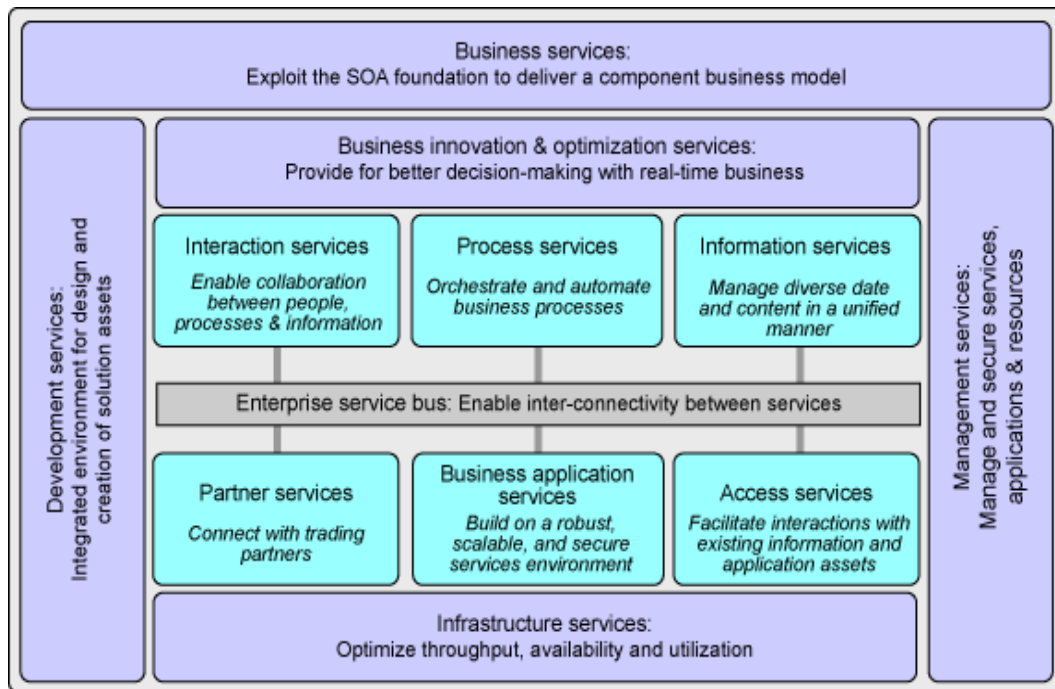 Business services:
Exploit the SOA foundation to deliver a component business model
Development services:
Integrated environment for design and
creation of solution assets
Business innovation & optimization services:
Provide for better decision-making with real-time business
Interaction services
Enable collaboration
between people,
processes & information
Process services
Orchestrate and automate
business processes
Information services
Manage diverse date
and content in a unified
manner
Enterprise service bus: Enable inter-connectivity between services
Partner services
Connect with trading
partners
Business application
services
Build on a robust,
scalable, and secure
services environment
Access services
Facilitate interactions with
existing information and
application assets
Infrastructure services:
Optimize throughput, availability and utilization
Management services:
Manage and secure services,
applications & resources